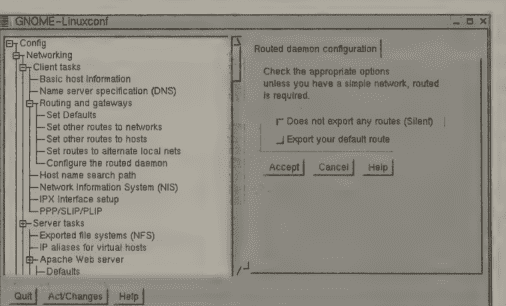 GNOME-Linuxconf
Config
Networking
Client tasks
Basic host information
Name server specification (DNS)
Routing and gateways
Set Defaults
Set other routes to networks
Set other routes to hosts
Set routes to alternate local nets
Configure the routed daemon
Host name search path
Network Information System (NIS)
IPX interface setup
PPP/SLIP/PLIP
Server tasks
Exported file systems (NFS)
IP aliases for virtual hosts
Apache Web server
Defaults
Routed daemon configuration
Check the appropriate options
unless you have a simple network, routed
is required.
Does not export any routes (Silent)
Export your default route
Accept Cancel Help
Quit Act/Changes Help